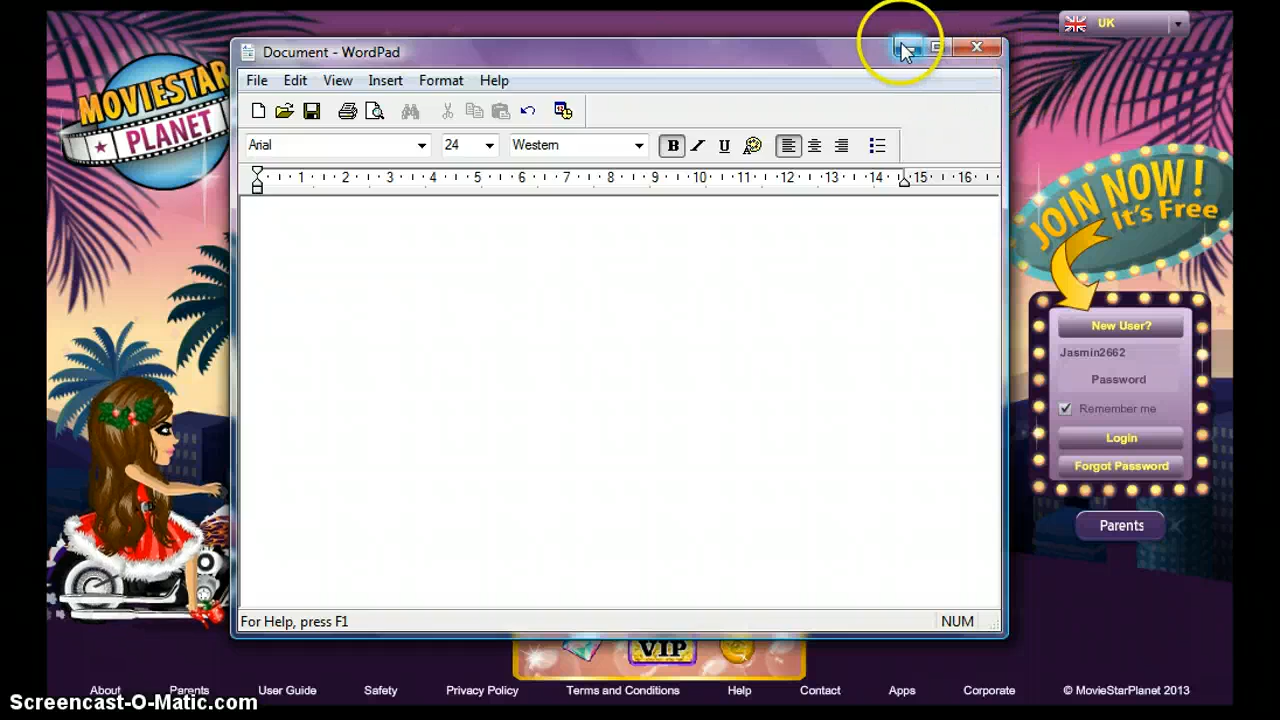 UK
MOVIESTAR
PLANET
Document - WordPad
File Edit View Insert Format Help
Arial 24 Western B U
1 2 3 4 5 6 7 8 9 10 11 12 13 14 15 16
JOIN NOW!
It's Free
New User?
Jasmin2662
Password
Remember me
Login
Forgot Password
Parents
For Help, press F1 NUM
VIP
About Parents User Guide Safety Privacy Policy Terms and Conditions Help Contact Apps Corporate © MovieStarPlanet 2013
Screencast-O-Matic.com